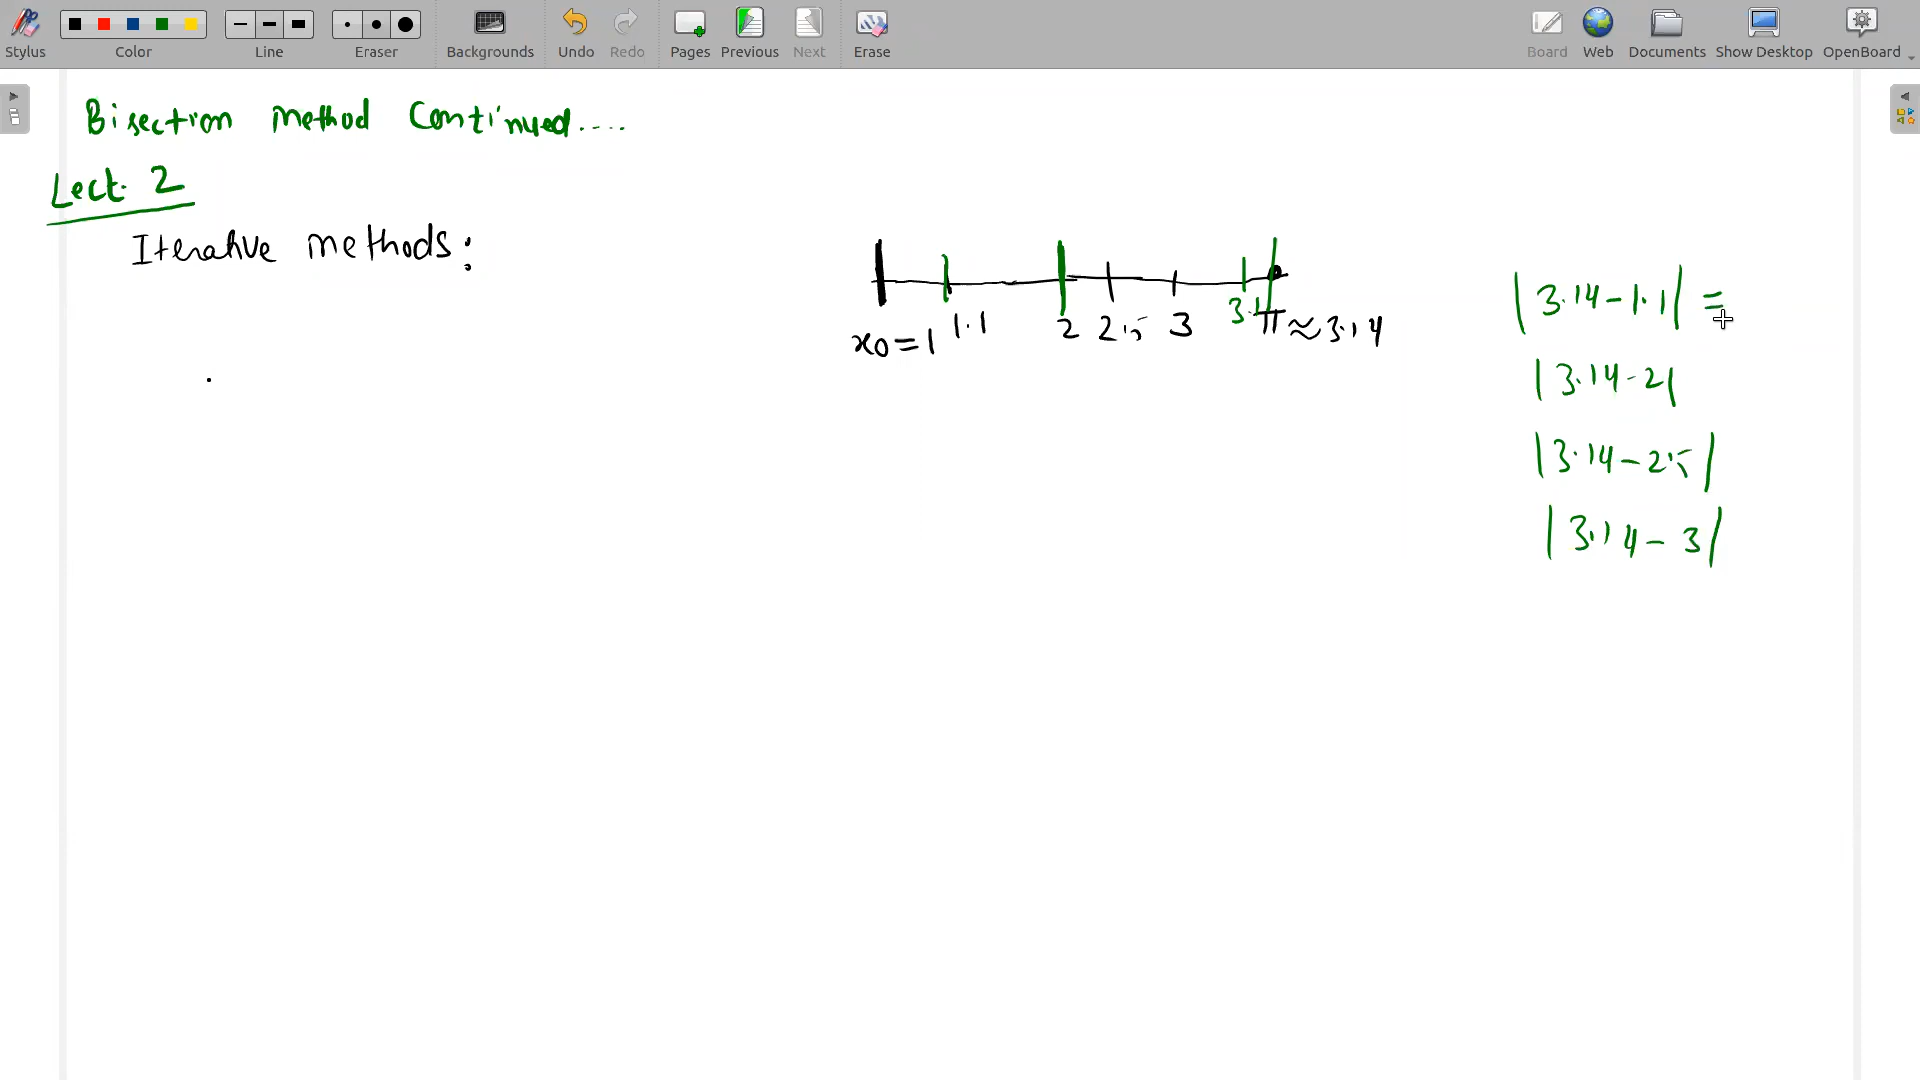 Stylus Color Line Eraser Backgrounds Undo Redo Pages Previous Next Erase Board Web Documents Show Desktop OpenBoard
Bisection method Continued....
Lect. 2
Iterative methods:
x0=1 1.1 2 2.5 3 3.1 π ≈ 3.14
|3.14-1.1| =
|3.14-2|
|3.14-2.5|
|3.14-3|